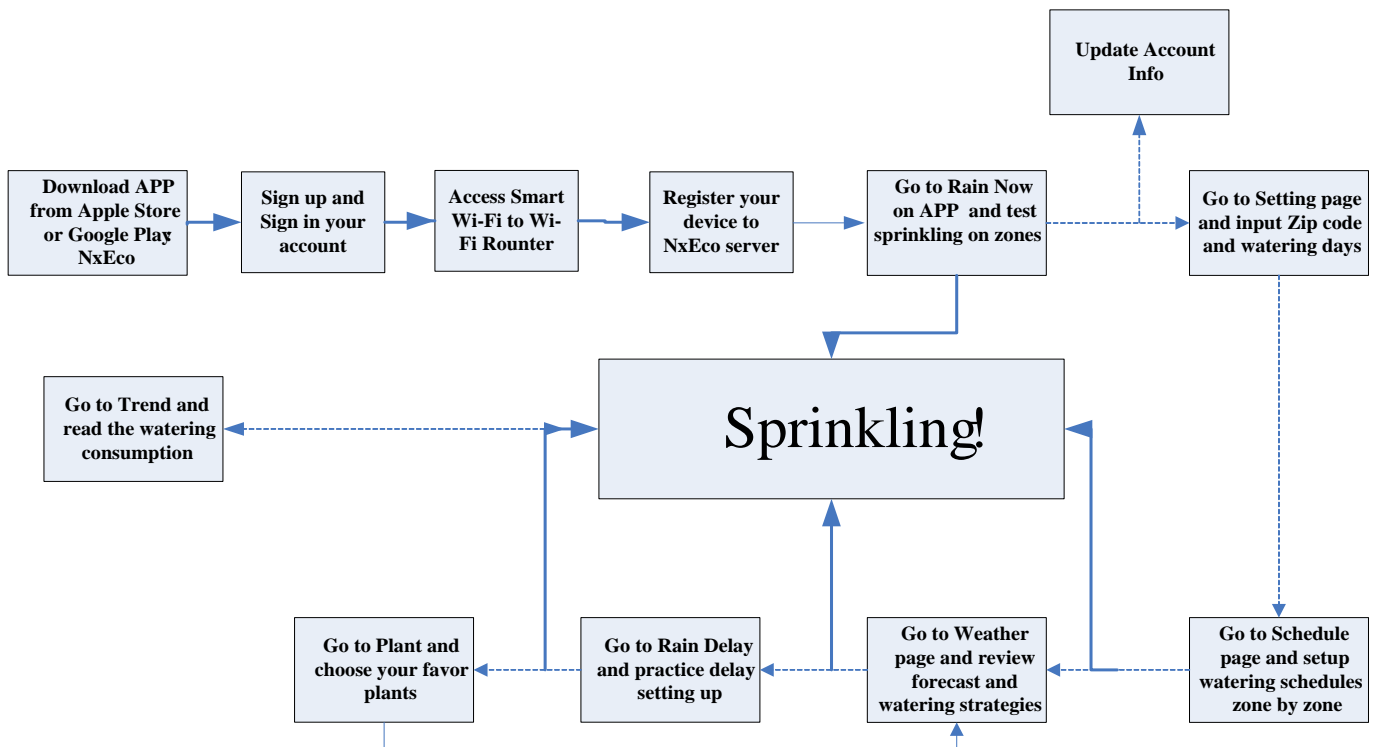 Update Account
Info
Download APP
from Apple Store
or Google Play:
NxEco
Sign up and
Sign in your
account
Access Smart
Wi-Fi to Wi-
Fi Rounter
Register your
device to
NxEco server
Go to Rain Now
on APP and test
sprinkling on zones
Go to Setting page
and input Zip code
and watering days
Go to Trend and
read the watering
consumption
Sprinkling!
Go to Plant and
choose your favor
plants
Go to Rain Delay
and practice delay
setting up
Go to Weather
page and review
forecast and
watering strategies
Go to Schedule
page and setup
watering schedules
zone by zone